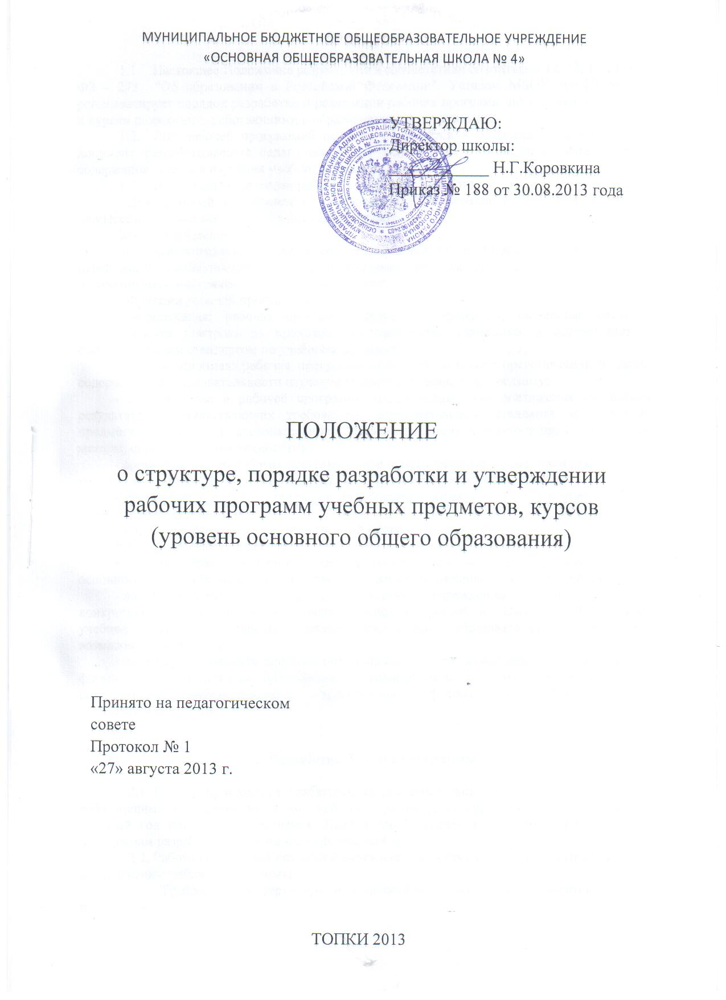 МУНИЦИПАЛЬНОЕ БЮДЖЕТНОЕ ОБЩЕОБРАЗОВАТЕЛЬНОЕ УЧРЕЖДЕНИЕ
«ОСНОВНАЯ ОБЩЕОБРАЗОВАТЕЛЬНАЯ ШКОЛА № 4»
УТВЕРЖДАЮ:
Директор школы:
____________ Н.Г.Коровкина
Приказ № 188 от 30.08.2013 года
ПОЛОЖЕНИЕ
о структуре, порядке разработки и утверждении
рабочих программ учебных предметов, курсов
(уровень основного общего образования)
Принято на педагогическом
совете
Протокол № 1
«27» августа 2013 г.
ТОПКИ 2013